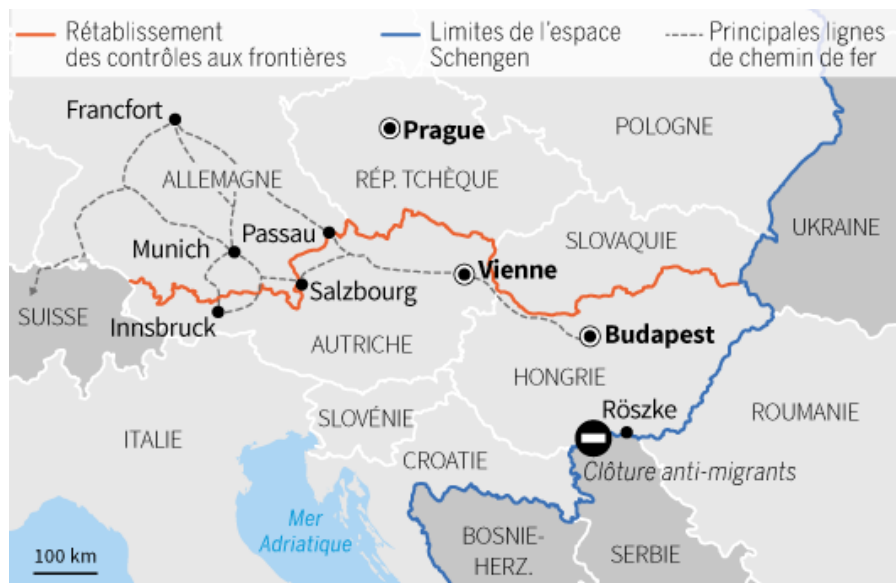 Rétablissement
des contrôles aux frontières
Limites de l'espace
Schengen
Principales lignes
de chemin de fer
Francfort
Prague
POLOGNE
ALLEMAGNE
RÉP. TCHÈQUE
UKRAINE
Passau
Munich
SLOVAQUIE
Vienne
Salzbourg
SUISSE
Innsbruck
Budapest
AUTRICHE
HONGRIE
Röszke
ROUMANIE
SLOVÉNIE
ITALIE
CROATIE
Clôture anti-migrants
Mer
Adriatique
BOSNIE-
HERZ.
SERBIE
100 km